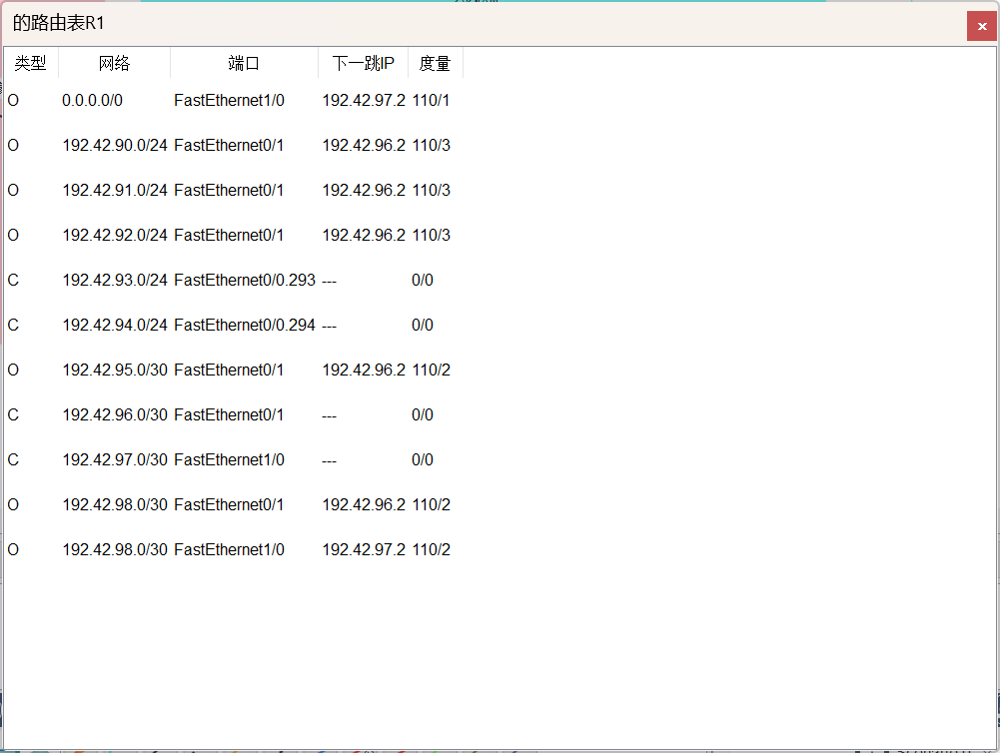 的路由表R1
类型 网络 端口 下一跳IP 度量
O 0.0.0.0/0 FastEthernet1/0 192.42.97.2 110/1
O 192.42.90.0/24 FastEthernet0/1 192.42.96.2 110/3
O 192.42.91.0/24 FastEthernet0/1 192.42.96.2 110/3
O 192.42.92.0/24 FastEthernet0/1 192.42.96.2 110/3
C 192.42.93.0/24 FastEthernet0/0.293 --- 0/0
C 192.42.94.0/24 FastEthernet0/0.294 --- 0/0
O 192.42.95.0/30 FastEthernet0/1 192.42.96.2 110/2
C 192.42.96.0/30 FastEthernet0/1 --- 0/0
C 192.42.97.0/30 FastEthernet1/0 --- 0/0
O 192.42.98.0/30 FastEthernet0/1 192.42.96.2 110/2
O 192.42.98.0/30 FastEthernet1/0 192.42.97.2 110/2